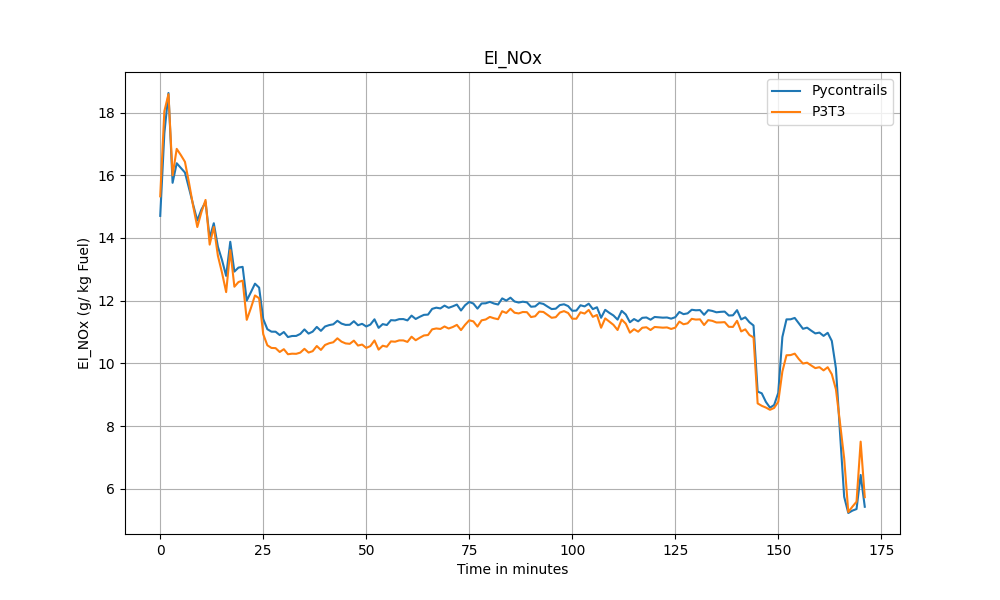 EI_NOx
Pycontrails
P3T3
EI_NOx (g/ kg Fuel)
18
16
14
12
10
8
6
0 25 50 75 100 125 150 175
Time in minutes